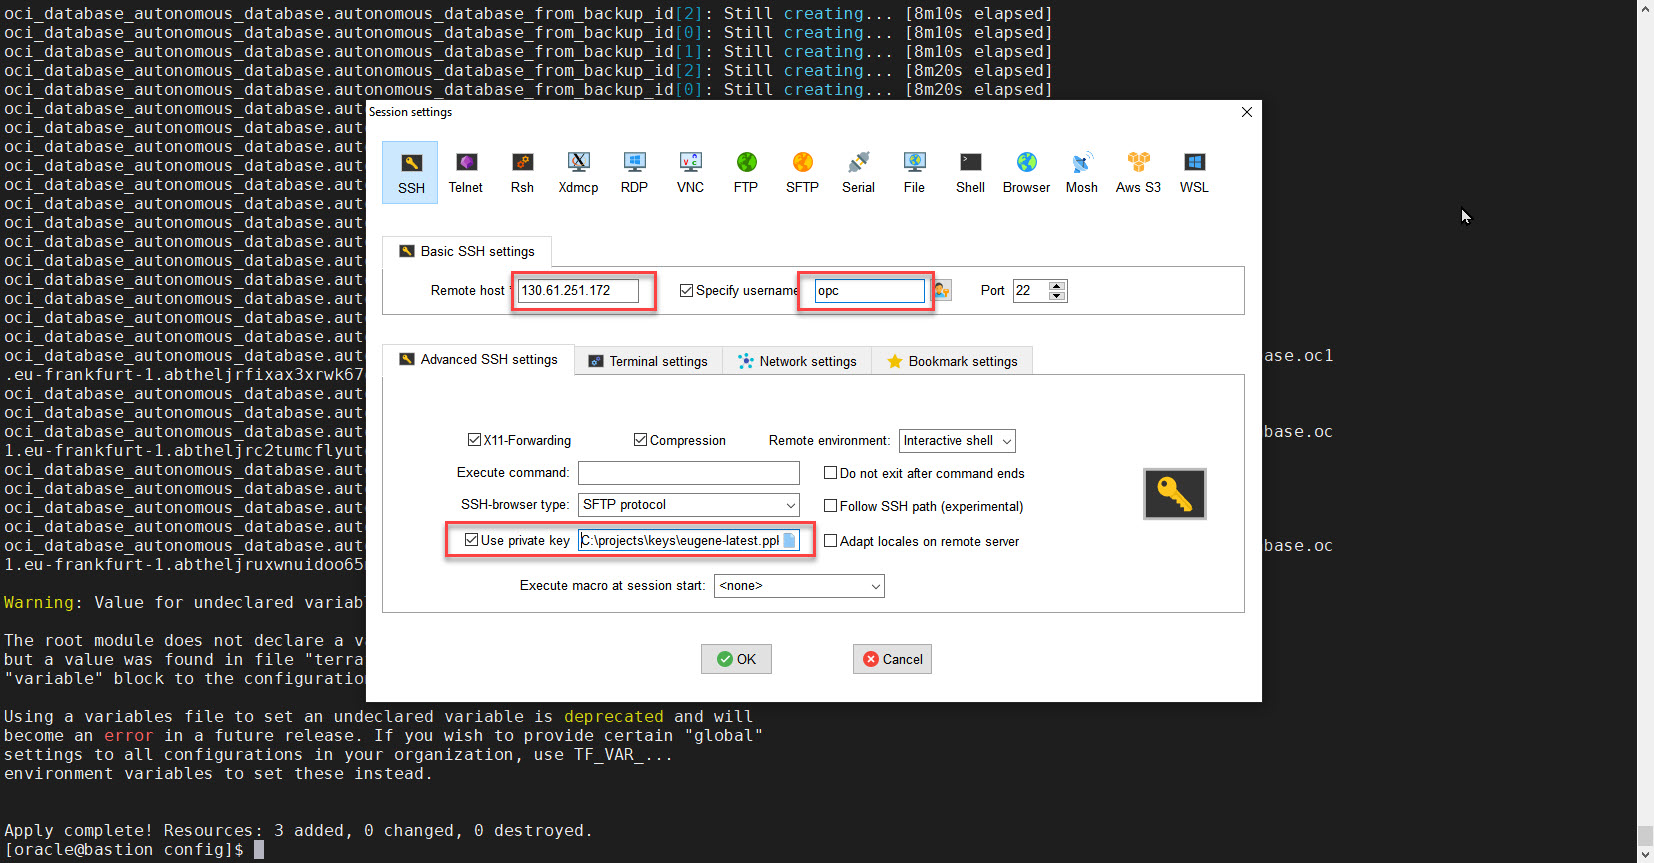 oci_database_autonomous_database.autonomous_database_from_backup_id[2]: Still creating... [8m10s elapsed]
oci_database_autonomous_database.autonomous_database_from_backup_id[0]: Still creating... [8m10s elapsed]
oci_database_autonomous_database.autonomous_database_from_backup_id[1]: Still creating... [8m10s elapsed]
oci_database_autonomous_database.autonomous_database_from_backup_id[2]: Still creating... [8m20s elapsed]
oci_database_autonomous_database.autonomous_database_from_backup_id[0]: Still creating... [8m20s elapsed]
oci_database_autonomous_database.aut
oci_database_autonomous_database.aut
oci_database_autonomous_database.aut
oci_database_autonomous_database.aut
oci_database_autonomous_database.aut
oci_database_autonomous_database.aut
oci_database_autonomous_database.aut
oci_database_autonomous_database.aut
oci_database_autonomous_database.aut
oci_database_autonomous_database.aut
oci_database_autonomous_database.aut
oci_database_autonomous_database.aut
oci_database_autonomous_database.aut
oci_database_autonomous_database.aut ase.oc1
.eu-frankfurt-1.abtheljrfixax3xrwk67
oci_database_autonomous_database.aut
oci_database_autonomous_database.aut
oci_database_autonomous_database.aut base.oc
1.eu-frankfurt-1.abtheljrc2tumcflyut
oci_database_autonomous_database.aut
oci_database_autonomous_database.aut
oci_database_autonomous_database.aut
oci_database_autonomous_database.aut
oci_database_autonomous_database.aut base.oc
1.eu-frankfurt-1.abtheljruxwnuidoo65
Warning: Value for undeclared variab
The root module does not declare a v
but a value was found in file "terra
"variable" block to the configuration
Using a variables file to set an undeclared variable is deprecated and will
become an error in a future release. If you wish to provide certain "global"
settings to all configurations in your organization, use TF_VAR_...
environment variables to set these instead.
Apply complete! Resources: 3 added, 0 changed, 0 destroyed.
[oracle@bastion config]$
Session settings
SSH Telnet Rsh Xdmcp RDP VNC FTP SFTP Serial File Shell Browser Mosh Aws S3 WSL
Basic SSH settings
Remote host * 130.61.251.172 Specify username opc Port 22
Advanced SSH settings Terminal settings Network settings Bookmark settings
X11-Forwarding Compression Remote environment: Interactive shell
Execute command: Do not exit after command ends
SSH-browser type: SFTP protocol Follow SSH path (experimental)
Use private key C:\projects\keys\eugene-latest.ppk Adapt locales on remote server
Execute macro at session start: <none>
OK Cancel